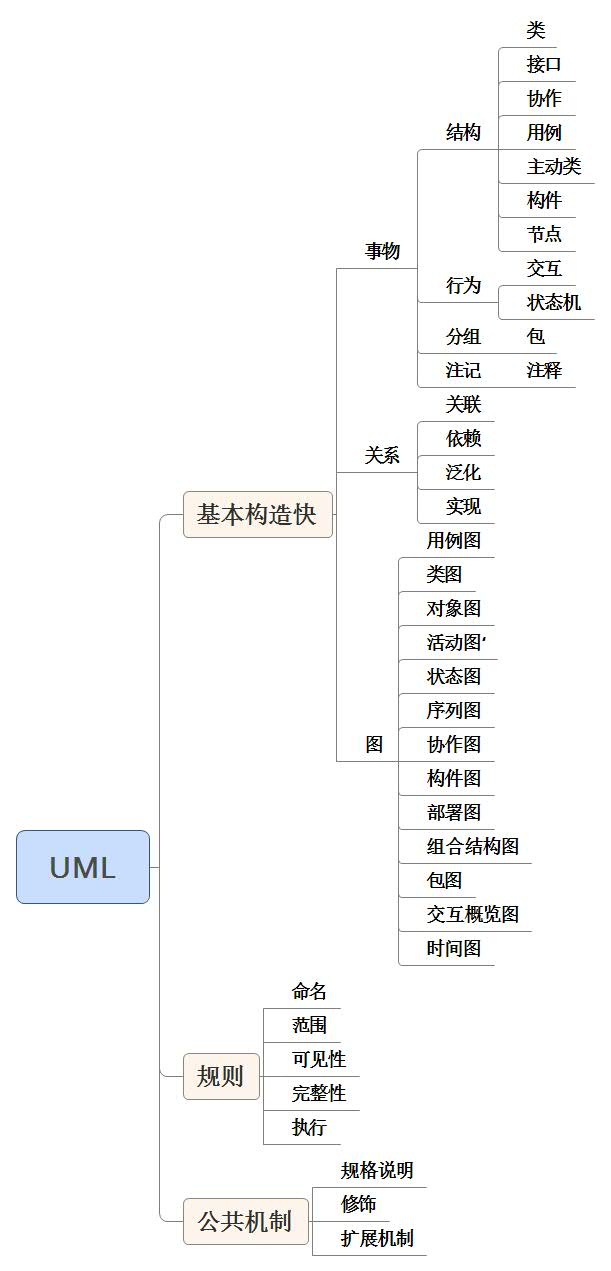 类
接口
协作
结构
用例
主动类
构件
节点
事物
交互
行为
状态机
分组
包
注记
注释
关联
依赖
关系
泛化
实现
基本构造快
用例图
类图
对象图
活动图‘
状态图
序列图
图
协作图
构件图
部署图
组合结构图
UML
包图
交互概览图
时间图
命名
范围
可见性
规则
完整性
执行
规格说明
修饰
公共机制
扩展机制